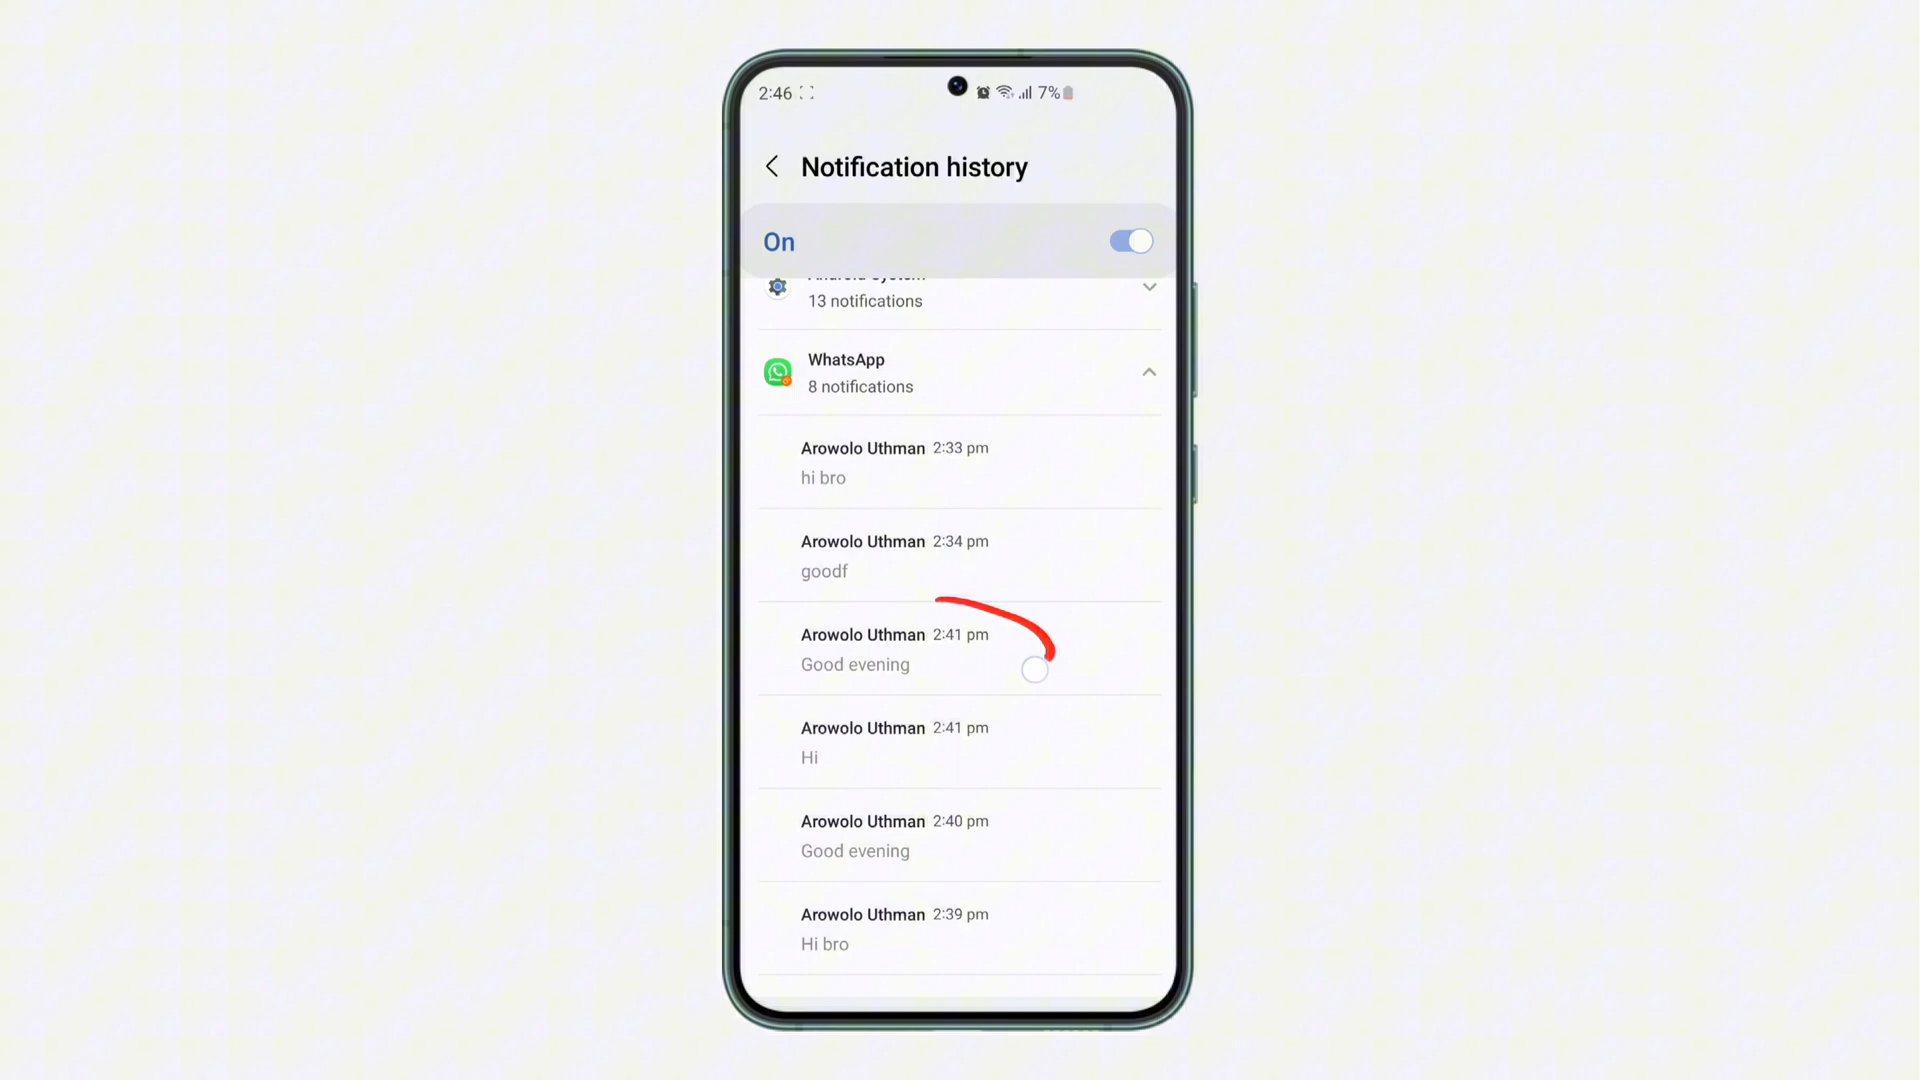 2:46
7%
Notification history
On
13 notifications
WhatsApp
8 notifications
Arowolo Uthman 2:33 pm
hi bro
Arowolo Uthman 2:34 pm
goodf
Arowolo Uthman 2:41 pm
Good evening
Arowolo Uthman 2:41 pm
Hi
Arowolo Uthman 2:40 pm
Good evening
Arowolo Uthman 2:39 pm
Hi bro